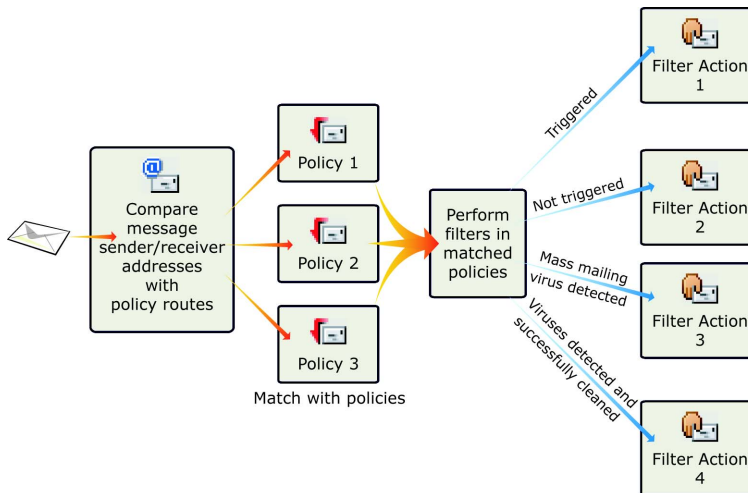 Compare
message
sender/receiver
addresses
with
policy routes
Policy 1
Policy 2
Policy 3
Match with policies
Perform
filters in
matched
policies
Triggered
Not triggered
Mass mailing
virus detected
Viruses detected and
successfully cleaned
Filter Action
1
Filter Action
2
Filter Action
3
Filter Action
4